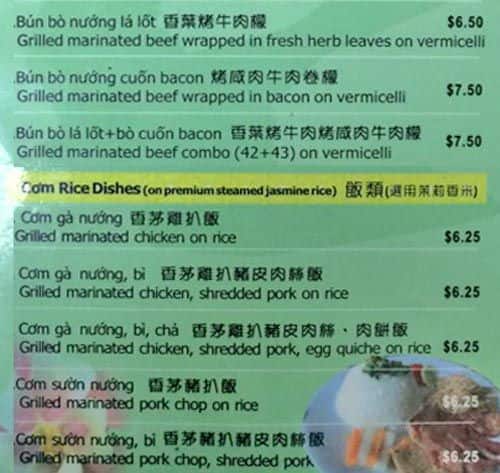 .Bún bò nướng lá lốt 香葉烤牛肉檬 $6.50
Grilled marinated beef wrapped in fresh herb leaves on vermicelli
.Bún bò nướng cuốn bacon 烤咸肉牛肉卷檬 $7.50
Grilled marinated beef wrapped in bacon on vermicelli
.Bún bò lá lốt+bò cuốn bacon 香葉烤牛肉烤咸肉牛肉檬 $7.50
Grilled marinated beef combo (42+43) on vermicelli
Cơm Rice Dishes (on premium steamed jasmine rice) 飯類(選用茉莉香米)
. Cơm gà nướng 香茅雞扒飯
Grilled marinated chicken on rice $6.25
Cơm gà nướng, bì 香茅雞扒豬皮肉絲飯
Grilled marinated chicken, shredded pork on rice $6.25
Cơm gà nướng, bì, chả 香茅雞扒豬皮肉絲、肉餅飯
Grilled marinated chicken, shredded pork, egg quiche on rice $6.25
Cơm sườn nướng 香茅豬扒飯
Grilled marinated pork chop on rice $6.25
Cơm sườn nướng, bì 香茅豬扒豬皮肉絲飯
Grilled marinated pork chop, shredded pork $6.25